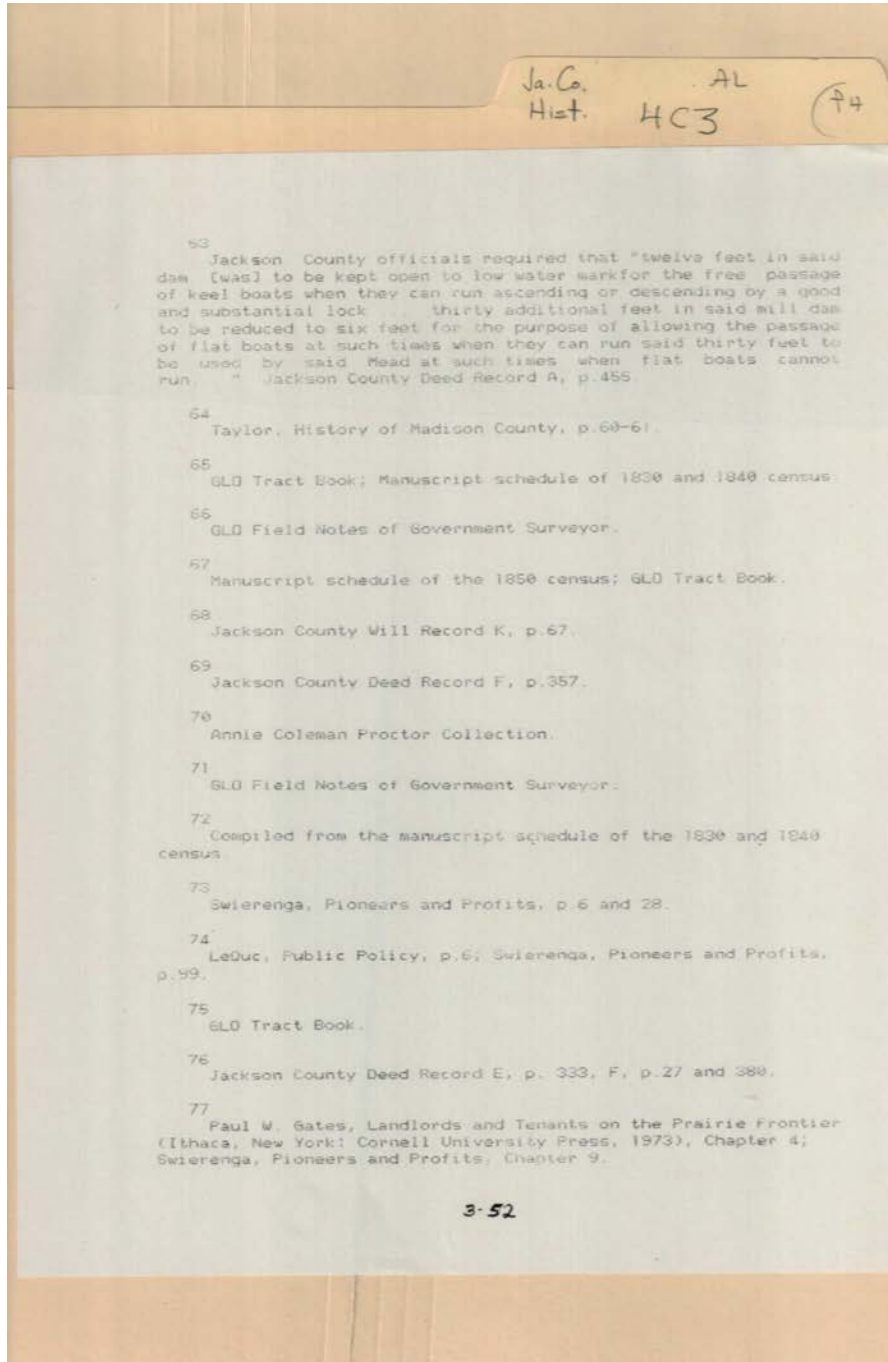 Ja. Co. AL
Hist. 4C3 P4
63
Jackson County officials required that "twelve feet in said
dam [was] to be kept open to low water markfor the free passage
of keel boats when they can run ascending or descending by a good
and substantial lock ... thirty additional feet in said mill dam
to be reduced to six feet for the purpose of allowing the passage
of flat boats at such times when they can run said thirty feet to
be used by said Mead at such times when flat boats cannot
run. " Jackson County Deed Record A, p.455.
64
Taylor, History of Madison County, p.60-61.
65
GLO Tract Book; Manuscript schedule of 1830 and 1840 census.
66
GLO Field Notes of Government Surveyor.
67
Manuscript schedule of the 1850 census; GLO Tract Book.
68
Jackson County Will Record K, p.67.
69
Jackson County Deed Record F, p.357.
70
Annie Coleman Proctor Collection.
71
GLO Field Notes of Government Surveyor.
72
Compiled from the manuscript schedule of the 1830 and 1840
census.
73
Swierenga, Pioneers and Profits, p.6 and 28.
74
LeDuc, Public Policy, p.6; Swierenga, Pioneers and Profits,
p.99.
75
GLO Tract Book.
76
Jackson County Deed Record E, p. 333, F, p.27 and 380.
77
Paul W. Gates, Landlords and Tenants on the Prairie Frontier
(Ithaca, New York: Cornell University Press, 1973), Chapter 4;
Swierenga, Pioneers and Profits, Chapter 9.
3-52